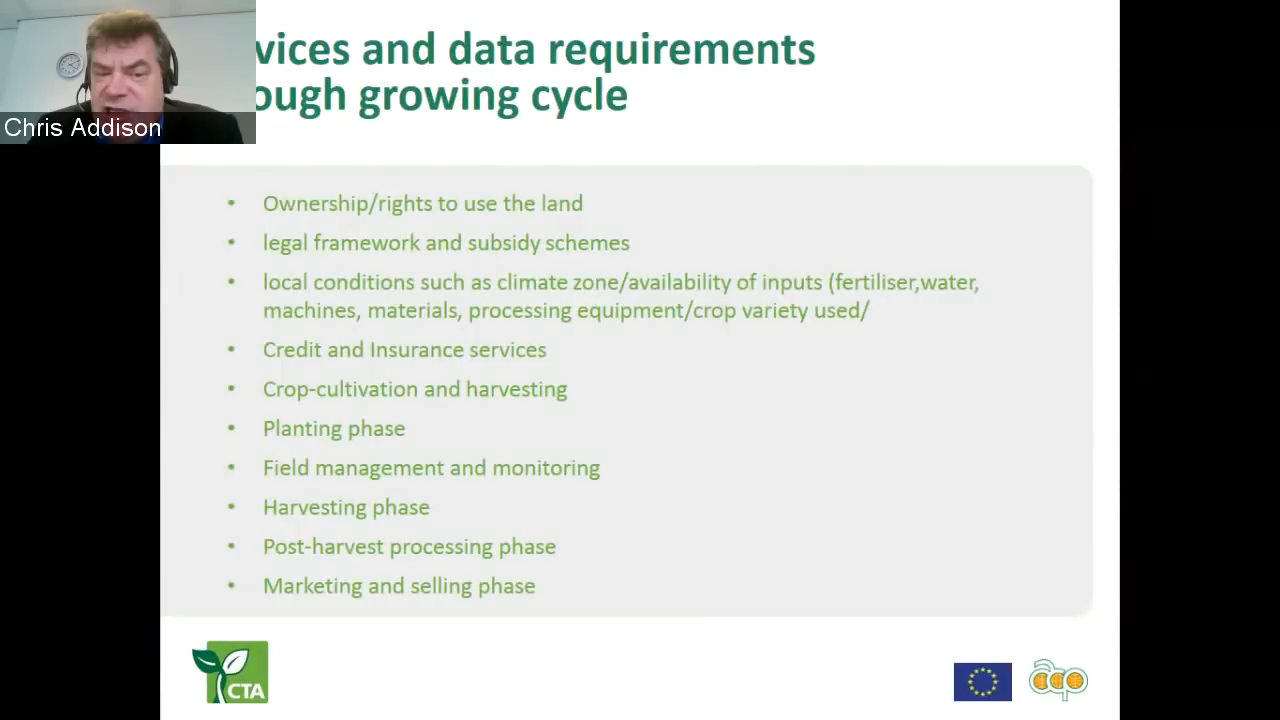 vices and data requirements
ough growing cycle
Chris Addison
• Ownership/rights to use the land
• legal framework and subsidy schemes
• local conditions such as climate zone/availability of inputs (fertiliser,water,
machines, materials, processing equipment/crop variety used/
• Credit and Insurance services
• Crop-cultivation and harvesting
• Planting phase
• Field management and monitoring
• Harvesting phase
• Post-harvest processing phase
• Marketing and selling phase
CTA
acp